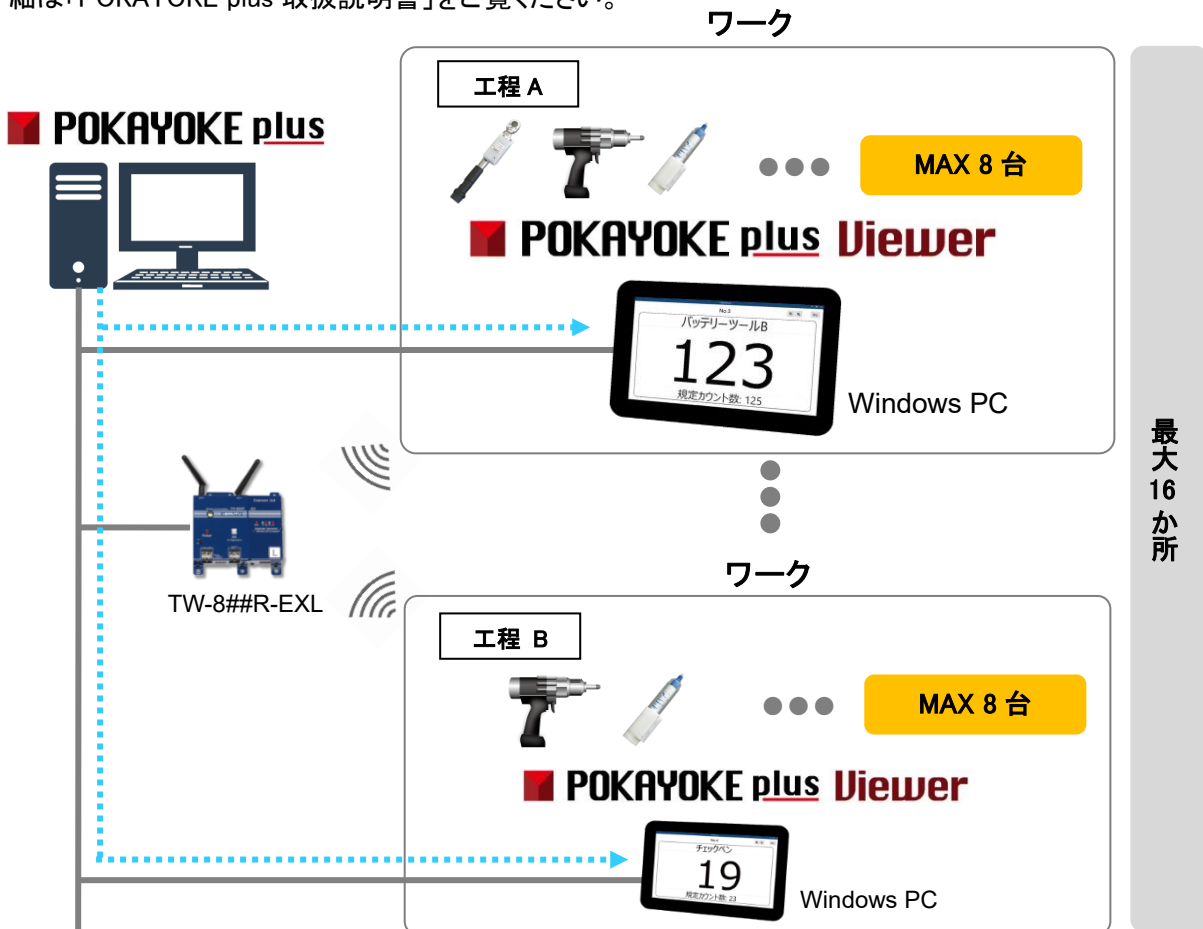 細は「POKAYOKE plus 取扱説明書」をご覧ください。
ワーク
工程 A
POKAYOKE plus
MAX 8 台
POKAYOKE plus Viewer
No.3
バッテリーツールB
123
規定カウント数: 125
Windows PC
最大16か所
TW-8##R-EXL
ワーク
工程 B
MAX 8 台
POKAYOKE plus Viewer
チェックペン
19
規定カウント数: 23
Windows PC